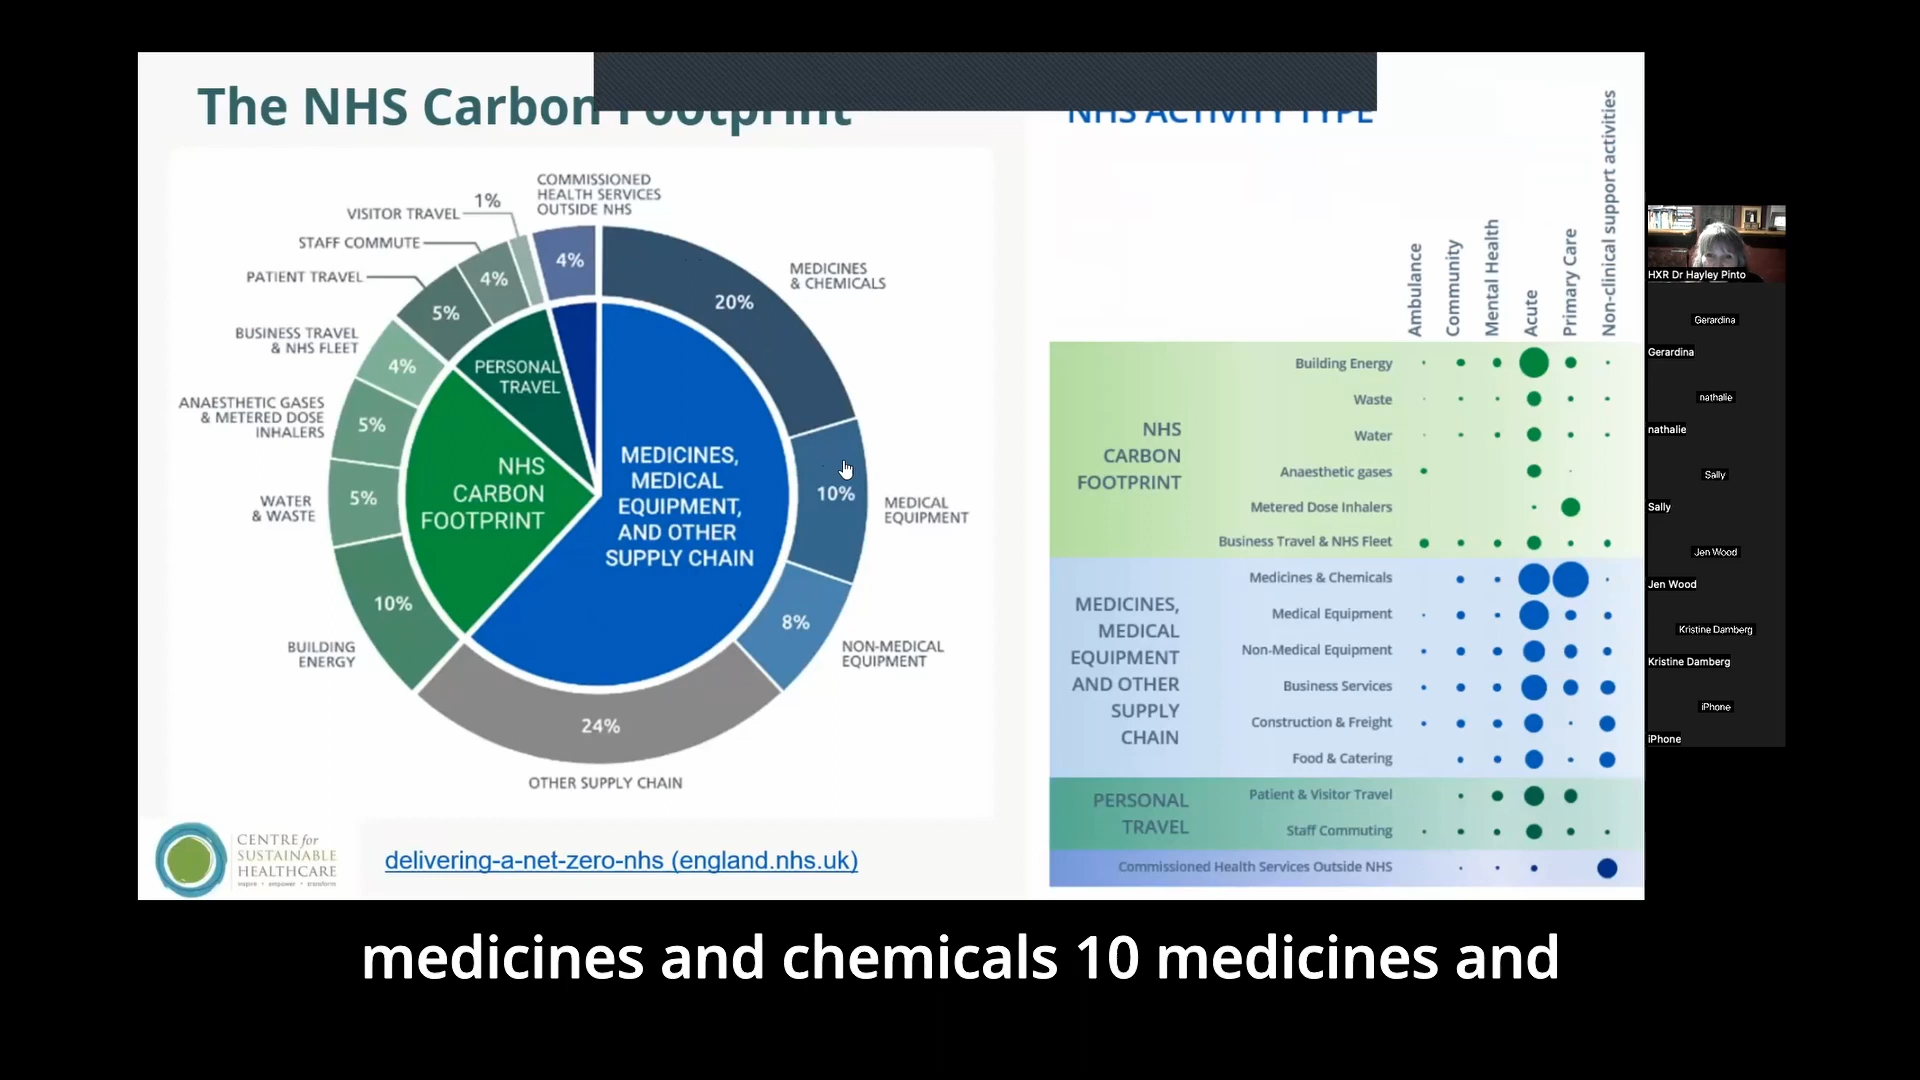 The NHS Carbon Footprint
COMMISSIONED
HEALTH SERVICES
OUTSIDE NHS
1%
VISITOR TRAVEL
STAFF COMMUTE
PATIENT TRAVEL
BUSINESS TRAVEL
& NHS FLEET
ANAESTHETIC GASES
& METERED DOSE
INHALERS
WATER
& WASTE
BUILDING
ENERGY
OTHER SUPPLY CHAIN
NON-MEDICAL
EQUIPMENT
MEDICAL
EQUIPMENT
MEDICINES
& CHEMICALS
4%
20%
10%
8%
24%
10%
5%
5%
4%
5%
4%
PERSONAL
TRAVEL
NHS
CARBON
FOOTPRINT
MEDICINES,
MEDICAL
EQUIPMENT,
AND OTHER
SUPPLY CHAIN
CENTRE for
SUSTAINABLE
HEALTHCARE
inspire • empower • transform
delivering-a-net-zero-nhs (england.nhs.uk)
NHS ACTIVITY TYPE
Ambulance
Community
Mental Health
Acute
Primary Care
Non-clinical support activities
NHS
CARBON
FOOTPRINT
Building Energy
Waste
Water
Anaesthetic gases
Metered Dose Inhalers
Business Travel & NHS Fleet
MEDICINES,
MEDICAL
EQUIPMENT
AND OTHER
SUPPLY
CHAIN
Medicines & Chemicals
Medical Equipment
Non-Medical Equipment
Business Services
Construction & Freight
Food & Catering
PERSONAL
TRAVEL
Patient & Visitor Travel
Staff Commuting
Commissioned Health Services Outside NHS
HXR Dr Hayley Pinto
Gerardina
Gerardina
nathalie
nathalie
Sally
Sally
Jen Wood
Jen Wood
Kristine Damberg
Kristine Damberg
iPhone
iPhone
medicines and chemicals 10 medicines and